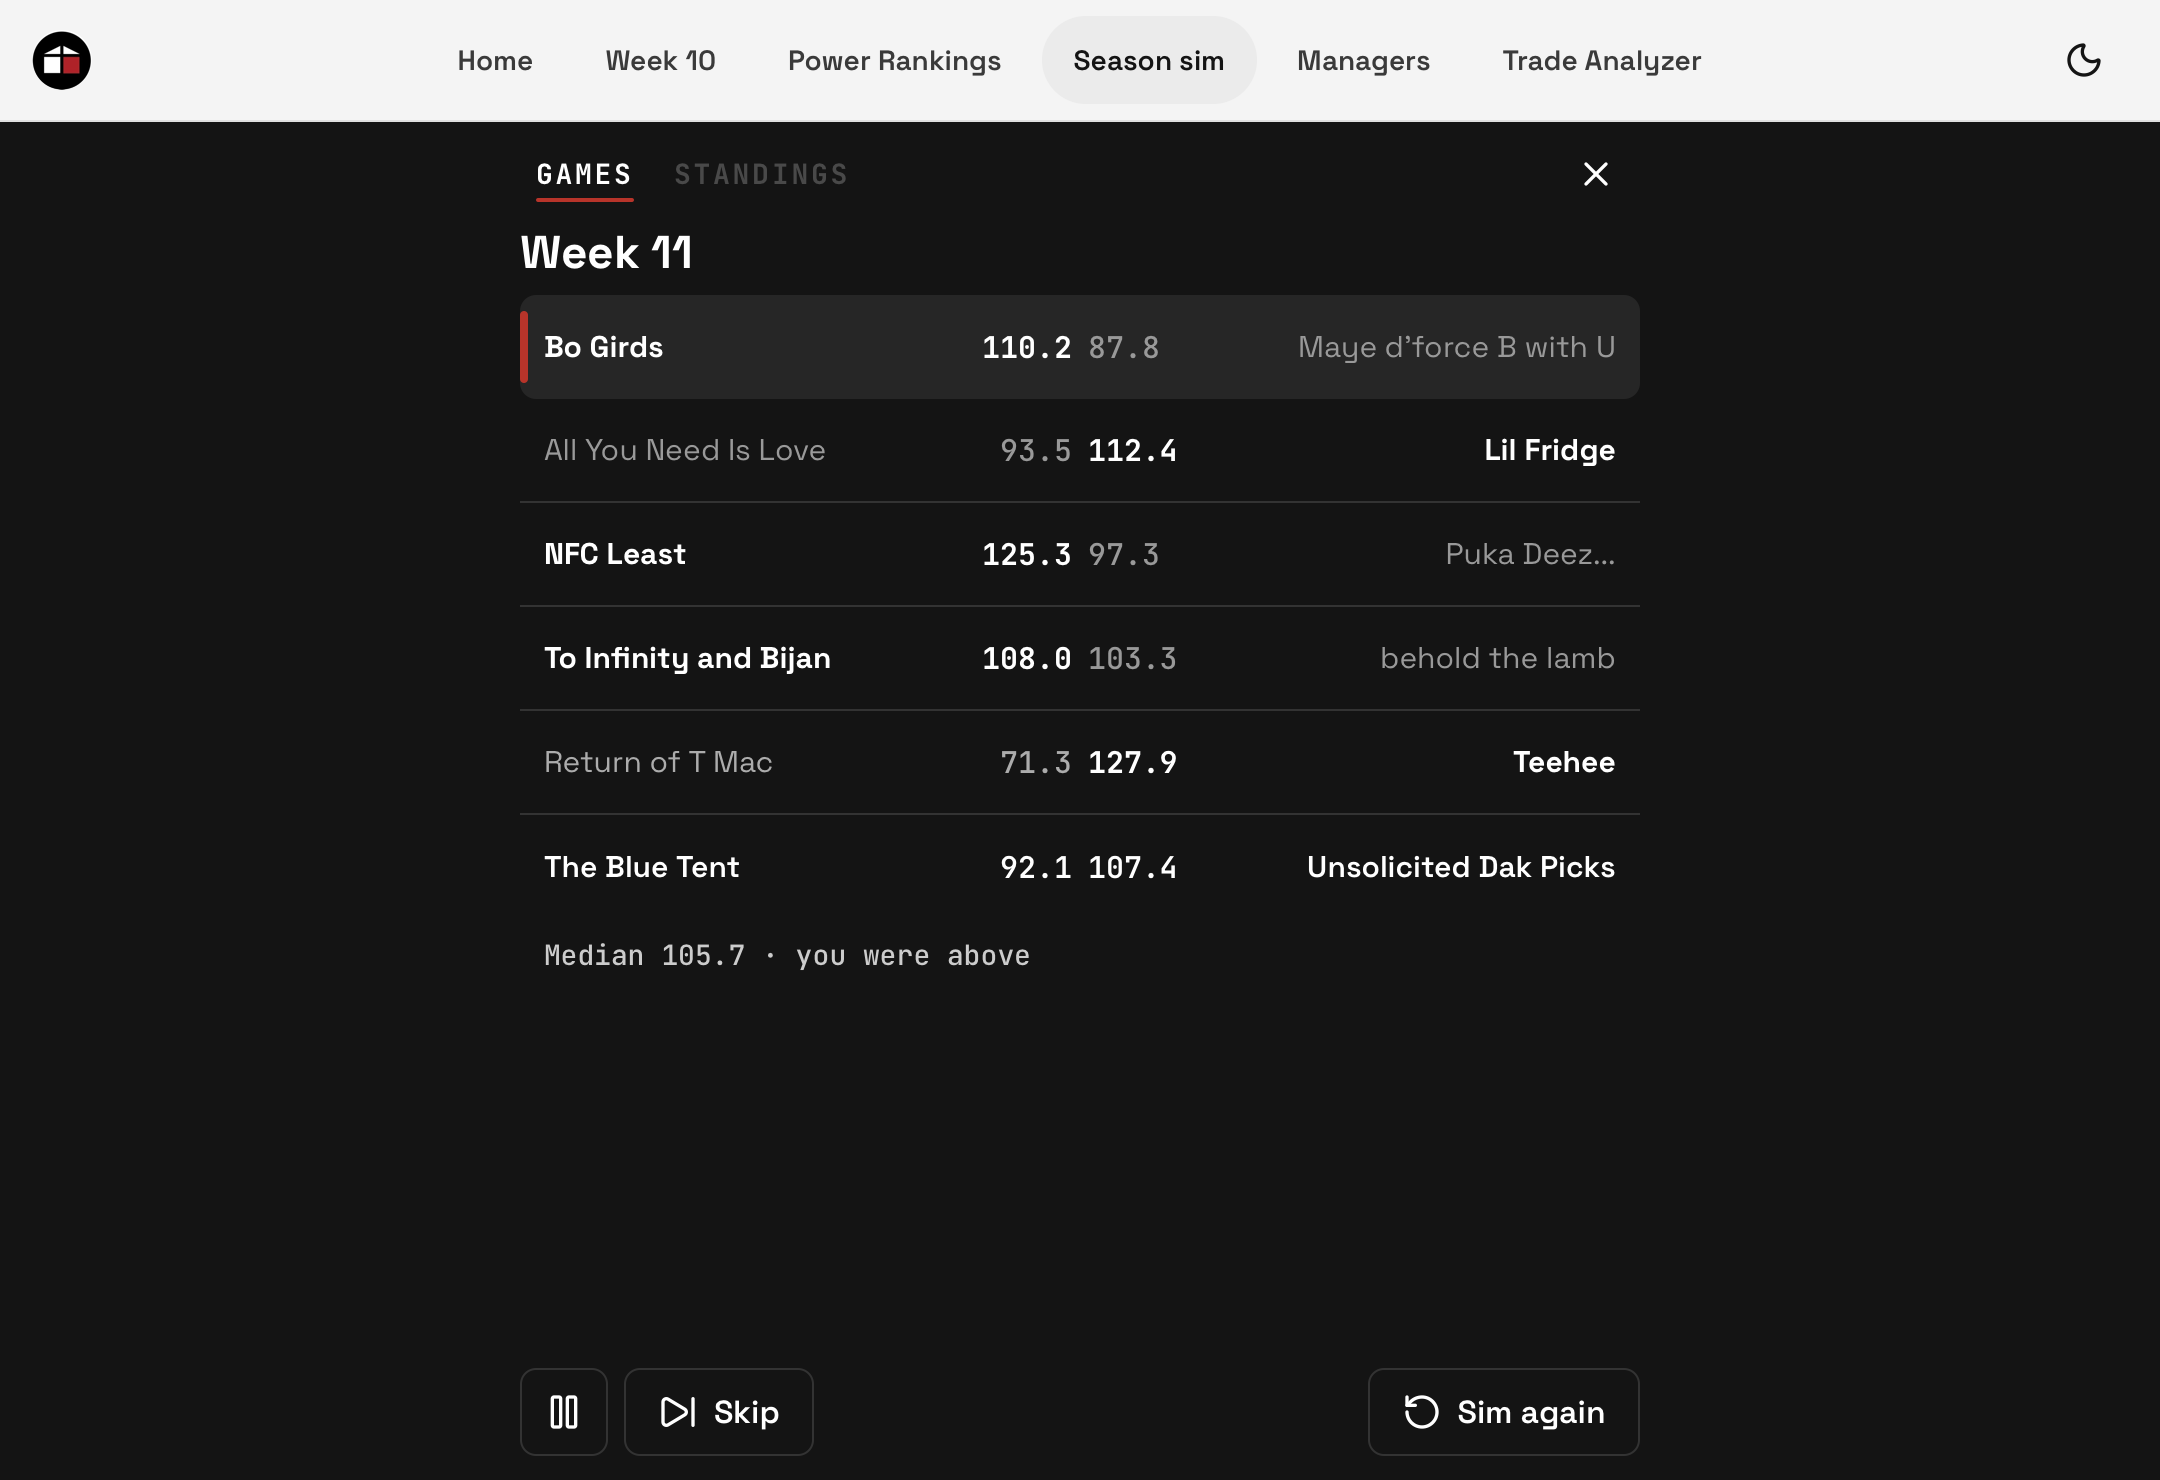 Home Week 10 Power Rankings Season sim Managers Trade Analyzer
GAMES STANDINGS
Week 11
Bo Girds 110.2 87.8 Maye d’force B with U
All You Need Is Love 93.5 112.4 Lil Fridge
NFC Least 125.3 97.3 Puka Deez...
To Infinity and Bijan 108.0 103.3 behold the lamb
Return of T Mac 71.3 127.9 Teehee
The Blue Tent 92.1 107.4 Unsolicited Dak Picks
Median 105.7 · you were above
Skip Sim again